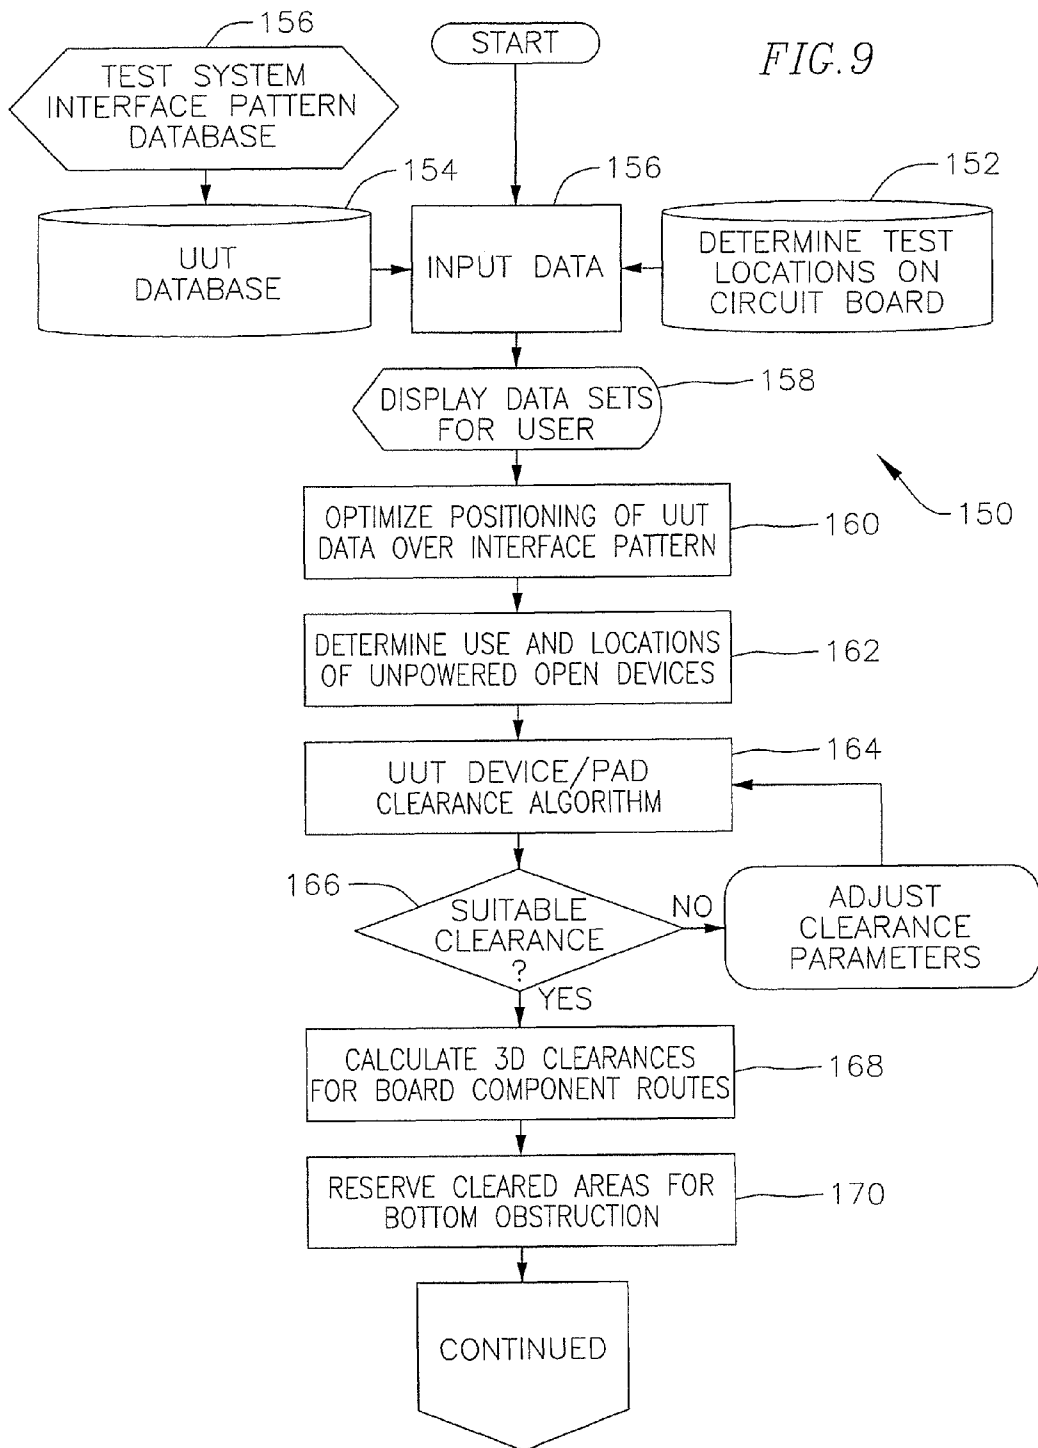 156
START
FIG. 9
TEST SYSTEM
INTERFACE PATTERN
DATABASE
154
156
152
UUT
DATABASE
INPUT DATA
DETERMINE TEST
LOCATIONS ON
CIRCUIT BOARD
DISPLAY DATA SETS
FOR USER
158
OPTIMIZE POSITIONING OF UUT
DATA OVER INTERFACE PATTERN
160
150
DETERMINE USE AND LOCATIONS
OF UNPOWERED OPEN DEVICES
162
UUT DEVICE/PAD
CLEARANCE ALGORITHM
164
166
SUITABLE
CLEARANCE
?
NO
YES
ADJUST
CLEARANCE
PARAMETERS
CALCULATE 3D CLEARANCES
FOR BOARD COMPONENT ROUTES
168
RESERVE CLEARED AREAS FOR
BOTTOM OBSTRUCTION
170
CONTINUED